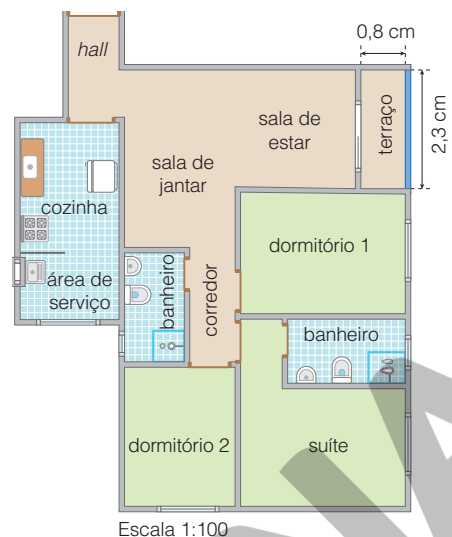 0,8 cm
hall
2,3 cm
terraço
sala de
estar
sala de
jantar
cozinha
dormitório 1
área de
serviço
banheiro
corredor
banheiro
dormitório 2
suíte
Escala 1:100